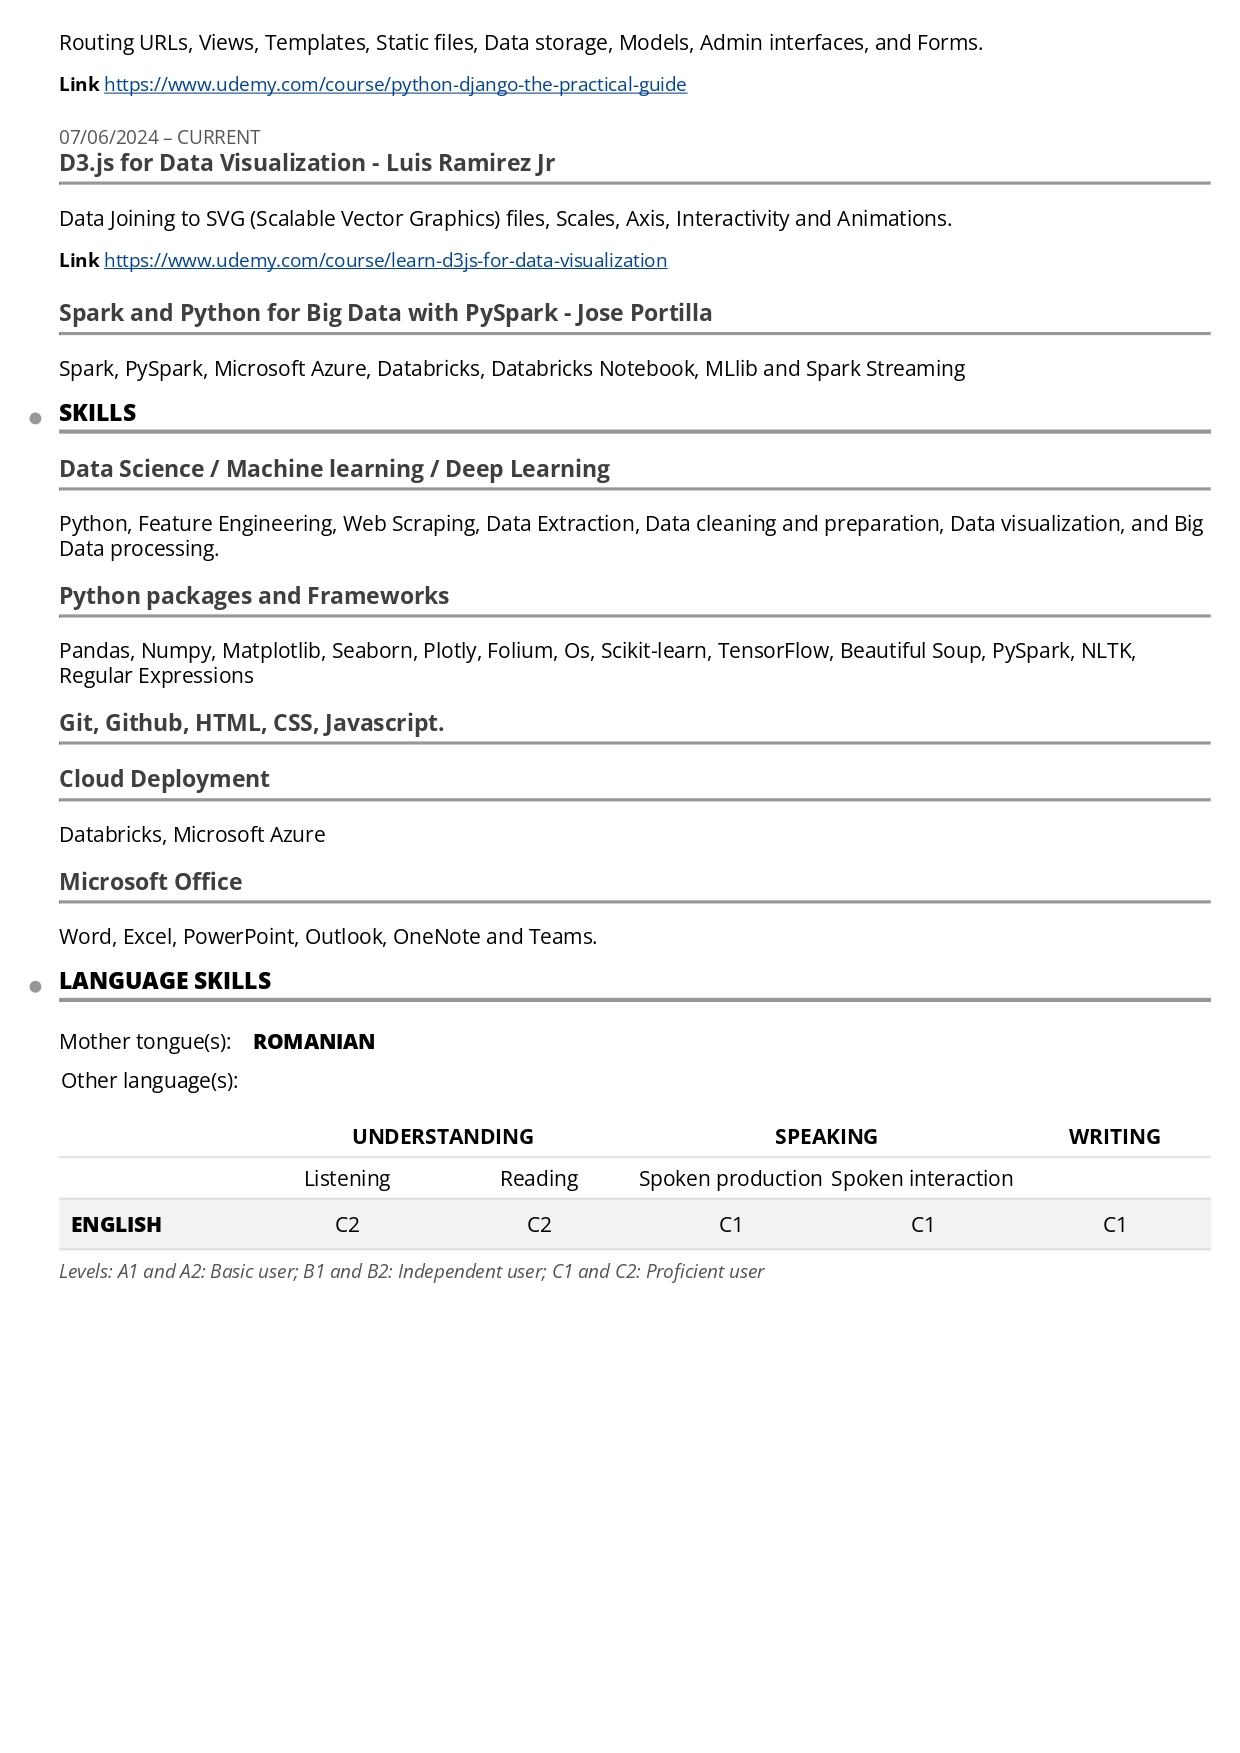 Routing URLs, Views, Templates, Static files, Data storage, Models, Admin interfaces, and Forms.
Link https://www.udemy.com/course/python-django-the-practical-guide
07/06/2024 – CURRENT
D3.js for Data Visualization - Luis Ramirez Jr
Data Joining to SVG (Scalable Vector Graphics) files, Scales, Axis, Interactivity and Animations.
Link https://www.udemy.com/course/learn-d3js-for-data-visualization
Spark and Python for Big Data with PySpark - Jose Portilla
Spark, PySpark, Microsoft Azure, Databricks, Databricks Notebook, MLlib and Spark Streaming
SKILLS
Data Science / Machine learning / Deep Learning
Python, Feature Engineering, Web Scraping, Data Extraction, Data cleaning and preparation, Data visualization, and Big
Data processing.
Python packages and Frameworks
Pandas, Numpy, Matplotlib, Seaborn, Plotly, Folium, Os, Scikit-learn, TensorFlow, Beautiful Soup, PySpark, NLTK,
Regular Expressions
Git, Github, HTML, CSS, Javascript.
Cloud Deployment
Databricks, Microsoft Azure
Microsoft Office
Word, Excel, PowerPoint, Outlook, OneNote and Teams.
LANGUAGE SKILLS
Mother tongue(s): ROMANIAN
Other language(s):
UNDERSTANDING SPEAKING WRITING
Listening Reading Spoken production Spoken interaction
ENGLISH C2 C2 C1 C1 C1
Levels: A1 and A2: Basic user; B1 and B2: Independent user; C1 and C2: Proficient user